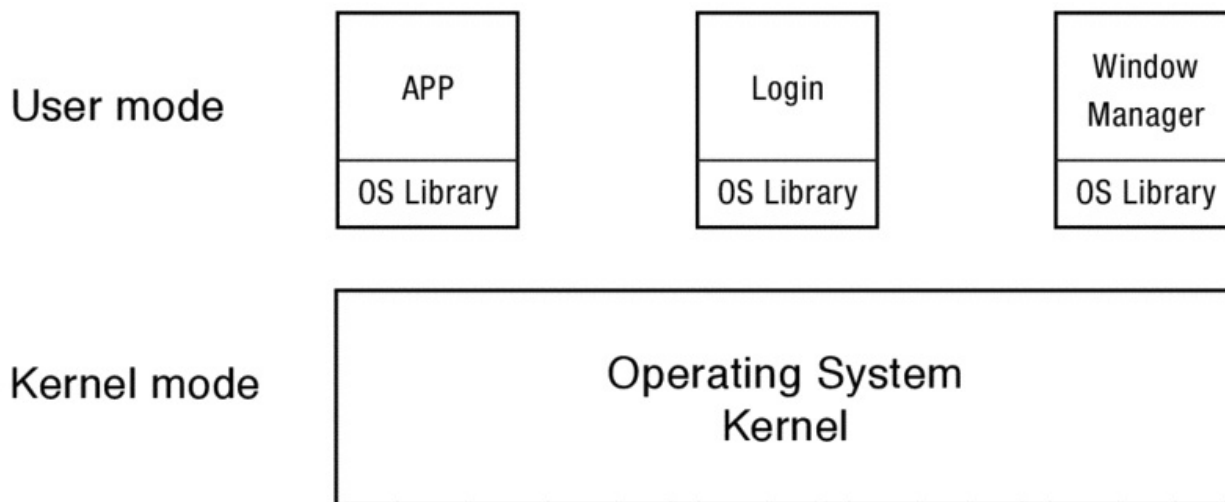 User mode
APP
OS Library
Login
OS Library
Window
Manager
OS Library
Kernel mode
Operating System
Kernel